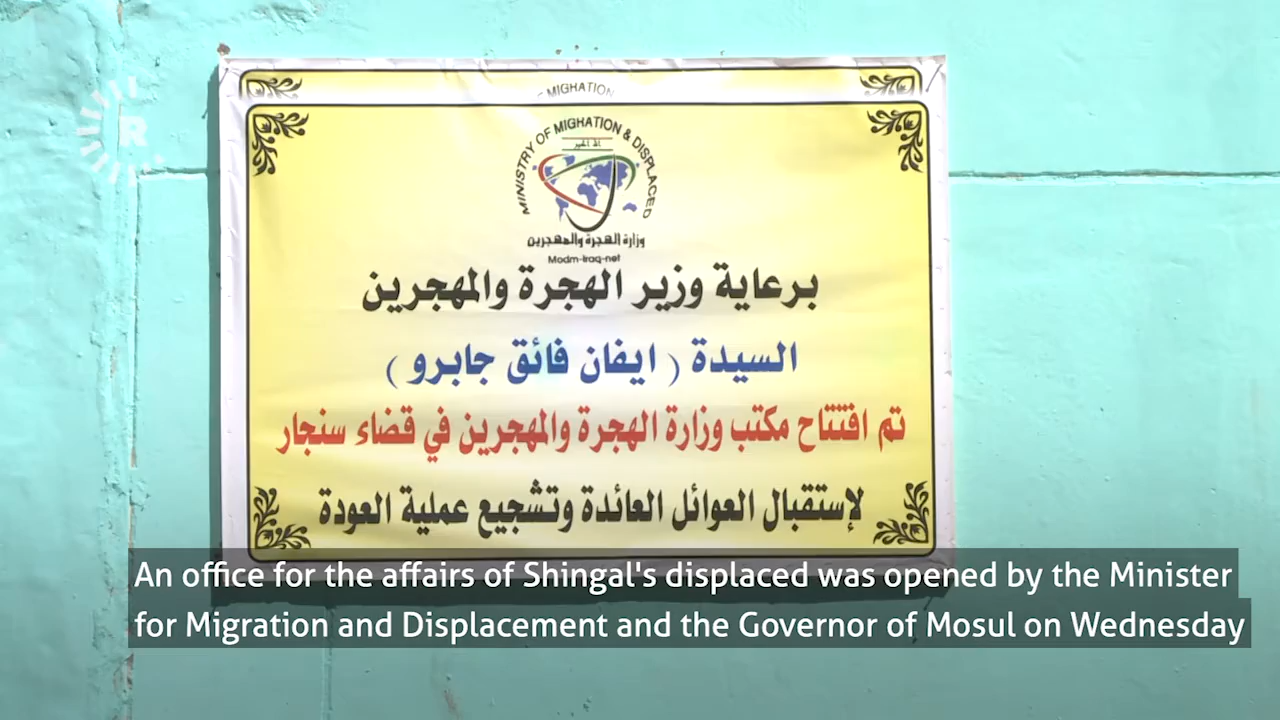 R
MIGHATION
MINISTRY OF MIGHATION & DISPLACED
وزارة الهجرة والمهجرين
Modm-Iraq-net
برعاية وزير الهجرة والمهجرين
السيدة ( ايفان فائق جابرو )
تم افتتاح مكتب وزارة الهجرة والمهجرين في قضاء سنجار
لإستقبال العوائل العائدة وتشجيع عملية العودة
An office for the affairs of Shingal's displaced was opened by the Minister
for Migration and Displacement and the Governor of Mosul on Wednesday